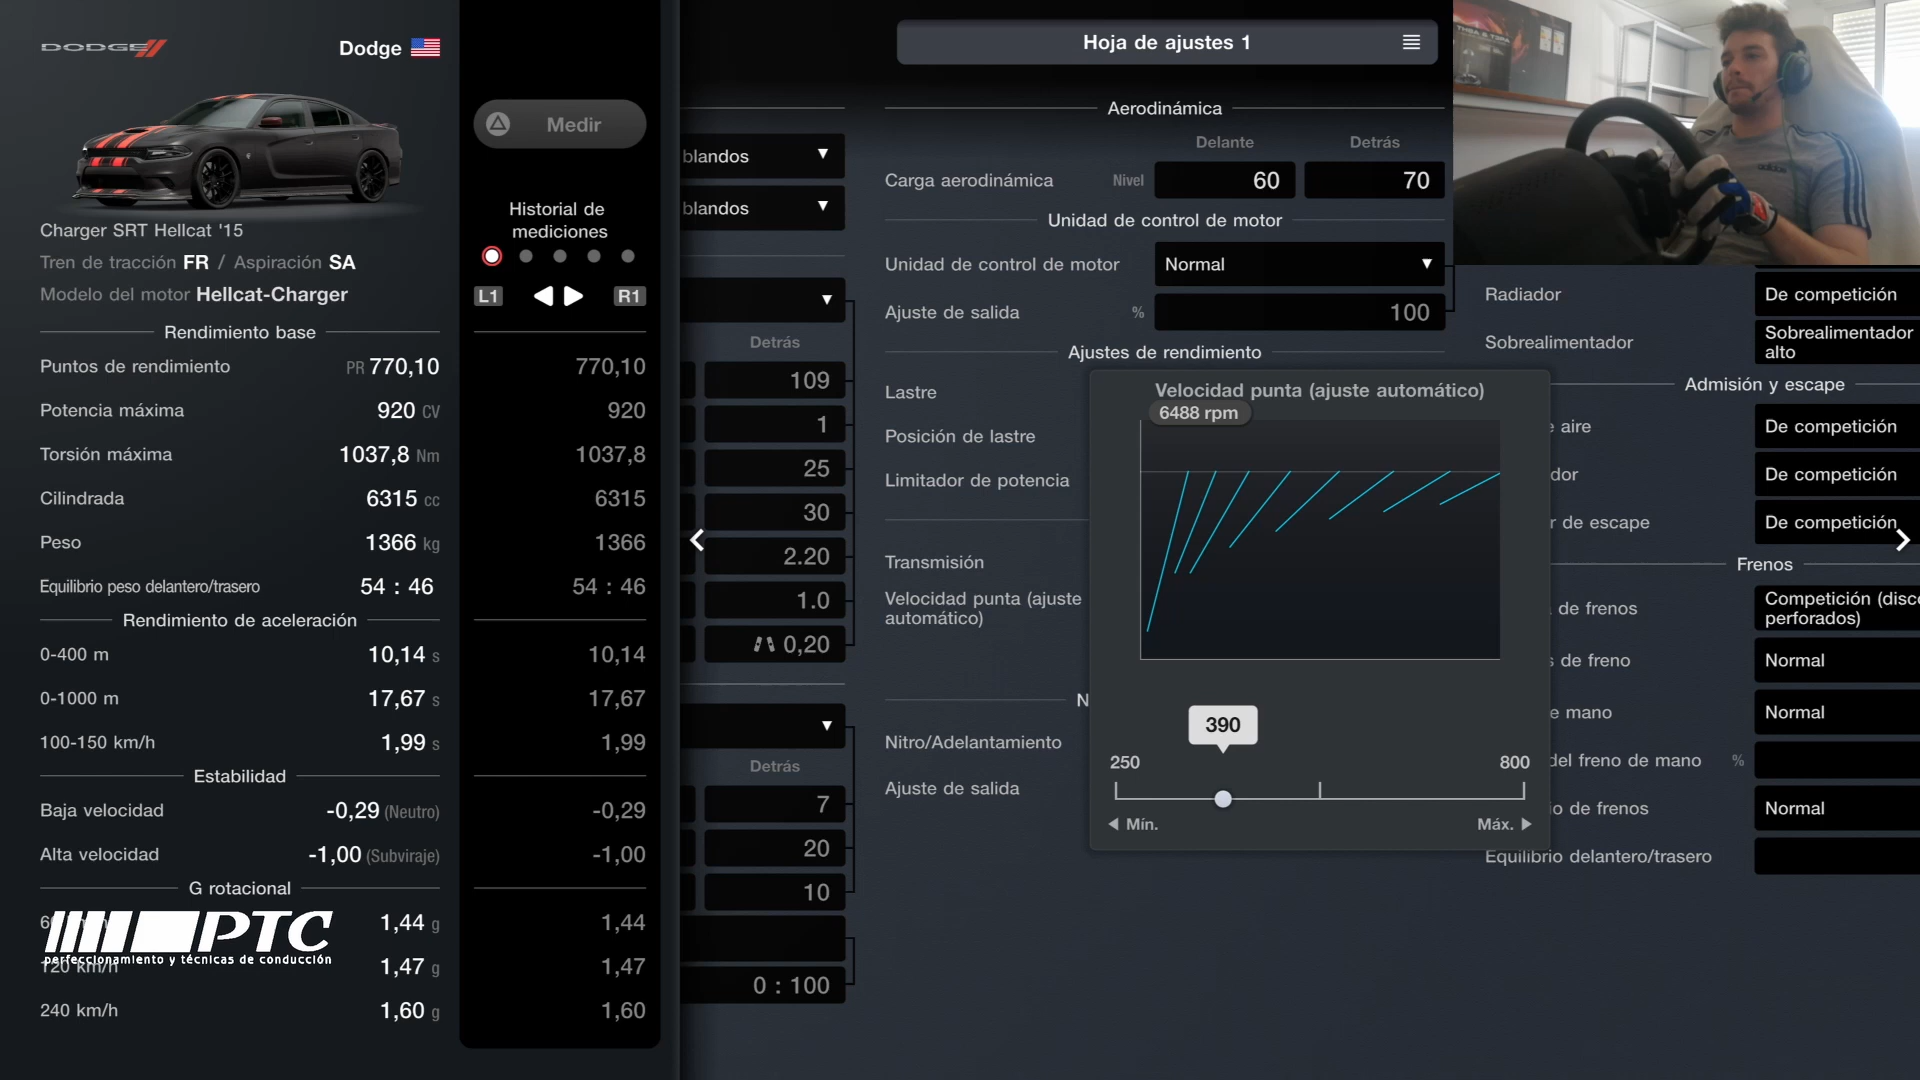 DODGE
Dodge
Charger SRT Hellcat '15
Tren de tracción FR / Aspiración SA
Modelo del motor Hellcat-Charger
Rendimiento base
Puntos de rendimiento PR 770,10
Potencia máxima 920 CV
Torsión máxima 1037,8 Nm
Cilindrada 6315 cc
Peso 1366 kg
Equilibrio peso delantero/trasero 54 : 46
Rendimiento de aceleración
0-400 m 10,14 s
0-1000 m 17,67 s
100-150 km/h 1,99 s
Estabilidad
Baja velocidad -0,29 (Neutro)
Alta velocidad -1,00 (Subviraje)
G rotacional
1,44 g
PTC
perfeccionamiento y técnicas de conducción
120 km/h 1,47 g
240 km/h 1,60 g
Medir
Historial de
mediciones
L1 R1
770,10
920
1037,8
6315
1366
54 : 46
10,14
17,67
1,99
-0,29
-1,00
1,44
1,47
1,60
blandos
blandos
Detrás
109
1
25
30
2.20
1.0
0,20
Detrás
7
20
10
0 : 100
Hoja de ajustes 1
Aerodinámica
Delante Detrás
Carga aerodinámica Nivel 60 70
Unidad de control de motor
Unidad de control de motor Normal
Ajuste de salida % 100
Ajustes de rendimiento
Lastre
Posición de lastre
Limitador de potencia
Transmisión
Velocidad punta (ajuste
automático)
N
Nitro/Adelantamiento
Ajuste de salida
Velocidad punta (ajuste automático)
6488 rpm
390
250 800
Mín. Máx.
Radiador De competición
Sobrealimentador Sobrealimentador
alto
Admisión y escape
aire De competición
dor De competición
r de escape De competición
Frenos
de frenos Competición (disco
perforados)
s de freno Normal
e mano Normal
del freno de mano %
io de frenos Normal
Equilibrio delantero/trasero